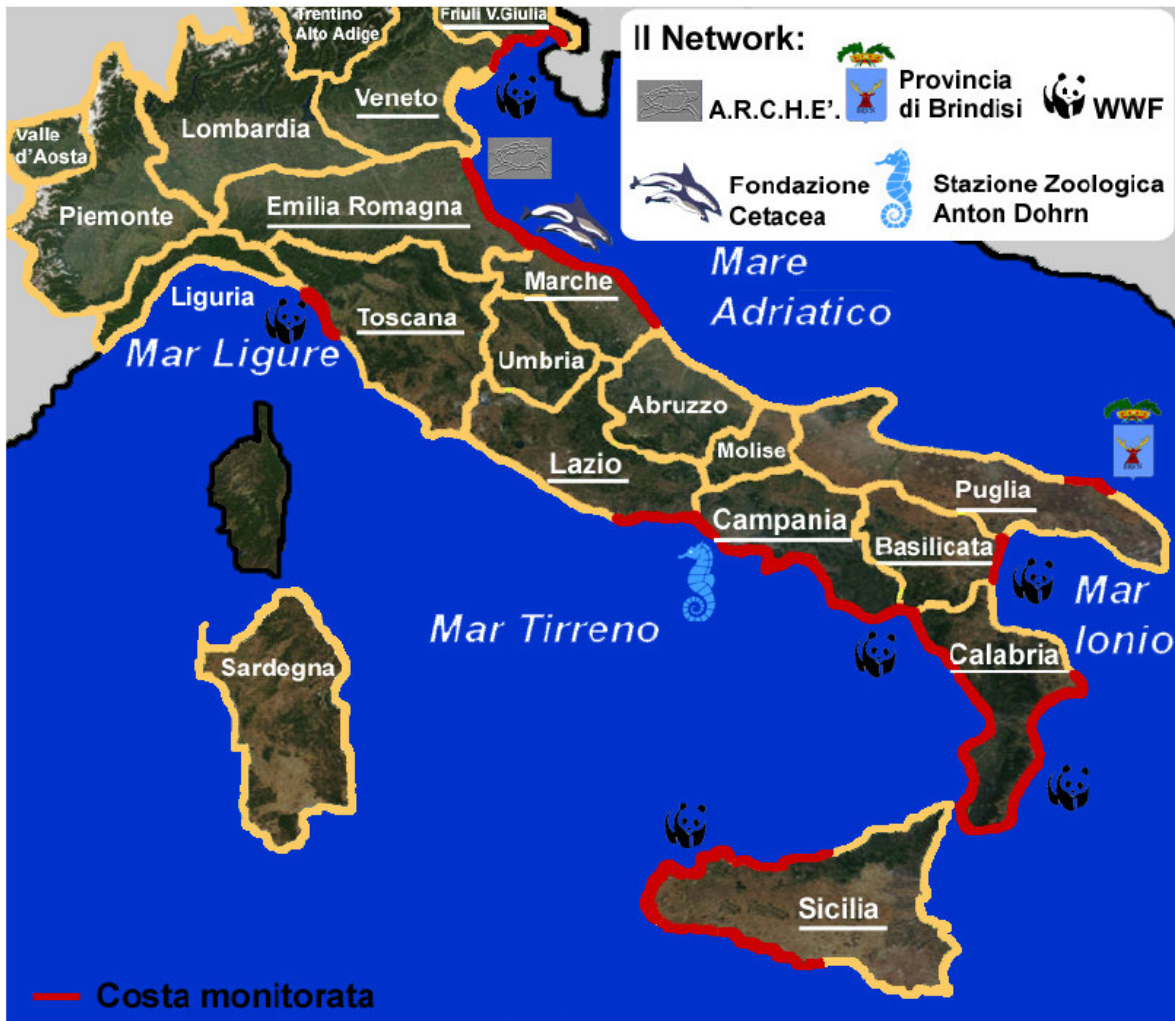 Trentino
Alto Adige
Friuli V.Giulia
Veneto
Lombardia
Valle
d'Aosta
Piemonte
Emilia Romagna
Liguria
Mar Ligure
Toscana
Marche
Umbria
Abruzzo
Molise
Lazio
Campania
Puglia
Basilicata
Calabria
Sardegna
Sicilia
Mare
Adriatico
Mar Tirreno
Mar
Ionio
Il Network:
A.R.C.H.E'.
Provincia
di Brindisi
WWF
Fondazione
Cetacea
Stazione Zoologica
Anton Dohrn
Costa monitorata